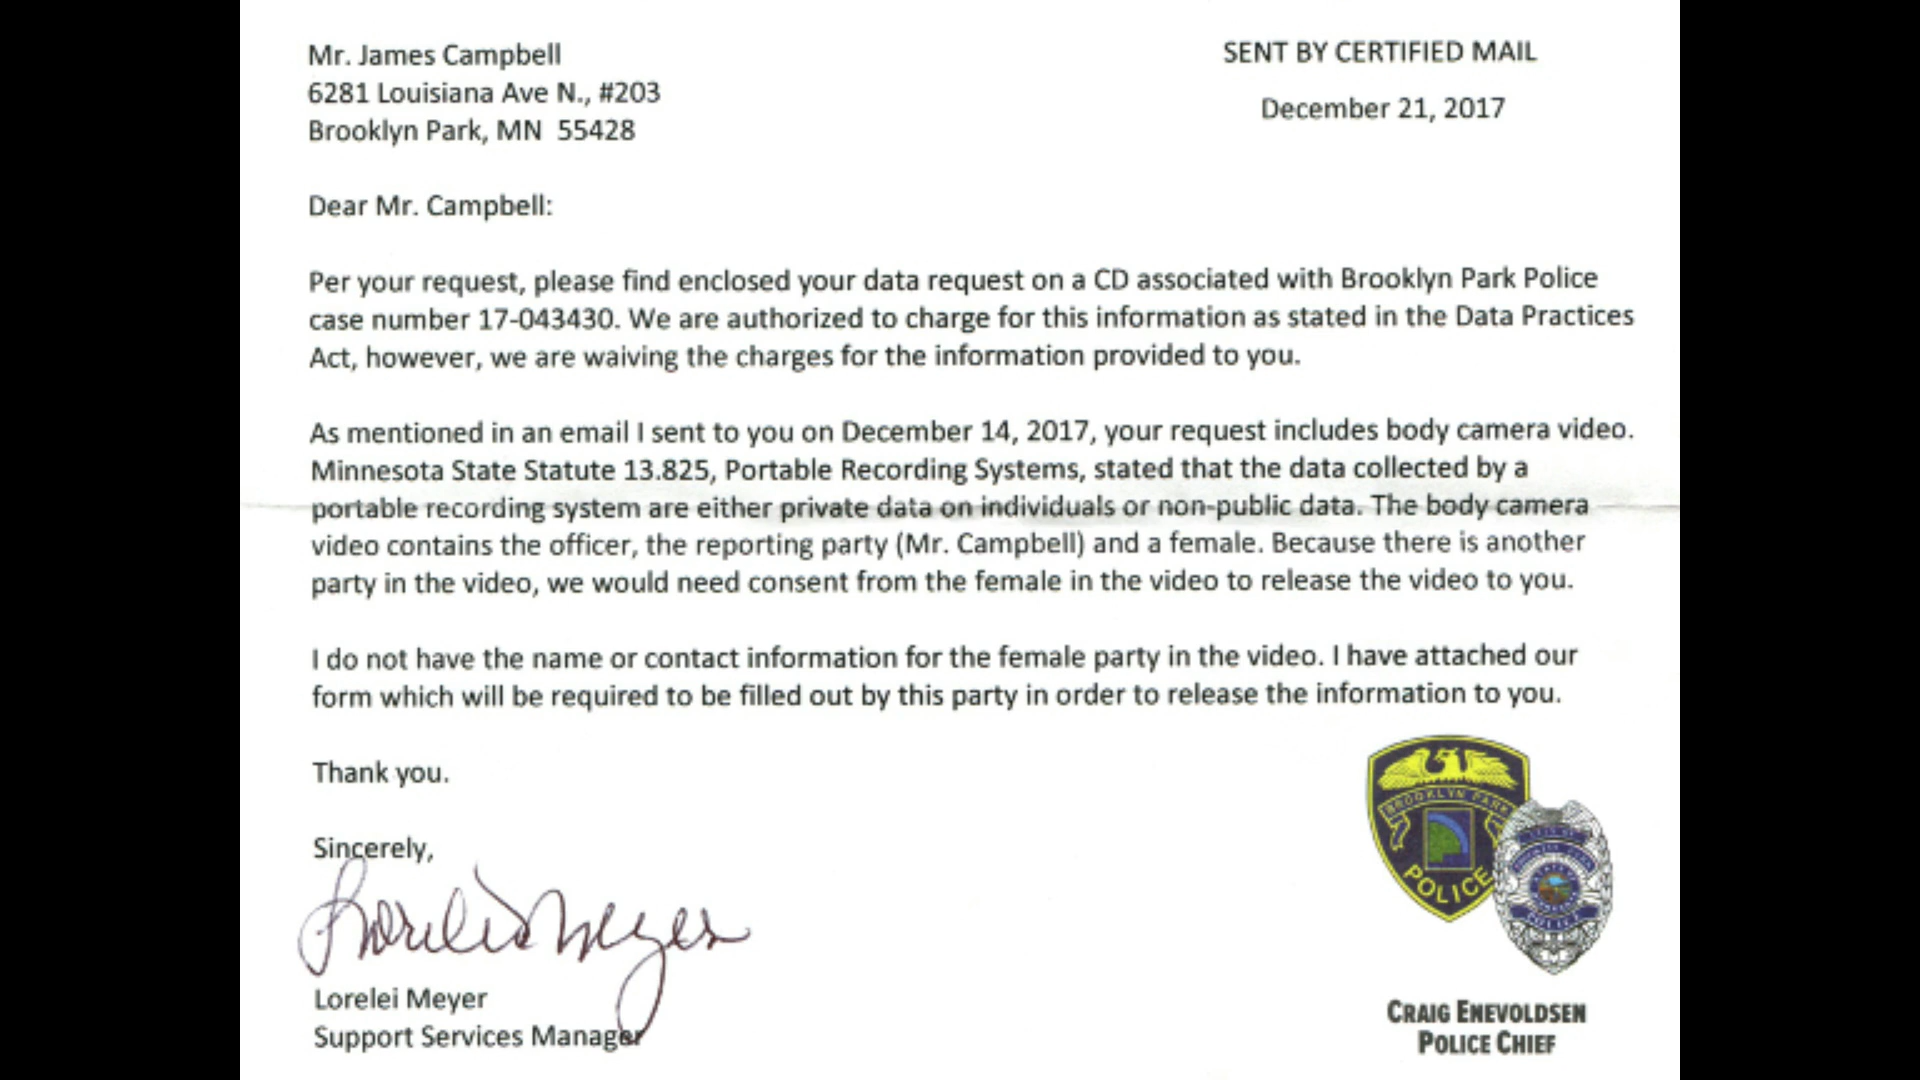 Mr. James Campbell
6281 Louisiana Ave N., #203
Brooklyn Park, MN  55428
SENT BY CERTIFIED MAIL
December 21, 2017
Dear Mr. Campbell:
Per your request, please find enclosed your data request on a CD associated with Brooklyn Park Police
case number 17-043430. We are authorized to charge for this information as stated in the Data Practices
Act, however, we are waiving the charges for the information provided to you.
As mentioned in an email I sent to you on December 14, 2017, your request includes body camera video.
Minnesota State Statute 13.825, Portable Recording Systems, stated that the data collected by a
portable recording system are either private data on individuals or non-public data. The body camera
video contains the officer, the reporting party (Mr. Campbell) and a female. Because there is another
party in the video, we would need consent from the female in the video to release the video to you.
I do not have the name or contact information for the female party in the video. I have attached our
form which will be required to be filled out by this party in order to release the information to you.
Thank you.
Sincerely,
Lorelei Meyer
Lorelei Meyer
Support Services Manager
BROOKLYN PARK
POLICE
CRAIG ENEVOLDSEN
POLICE CHIEF